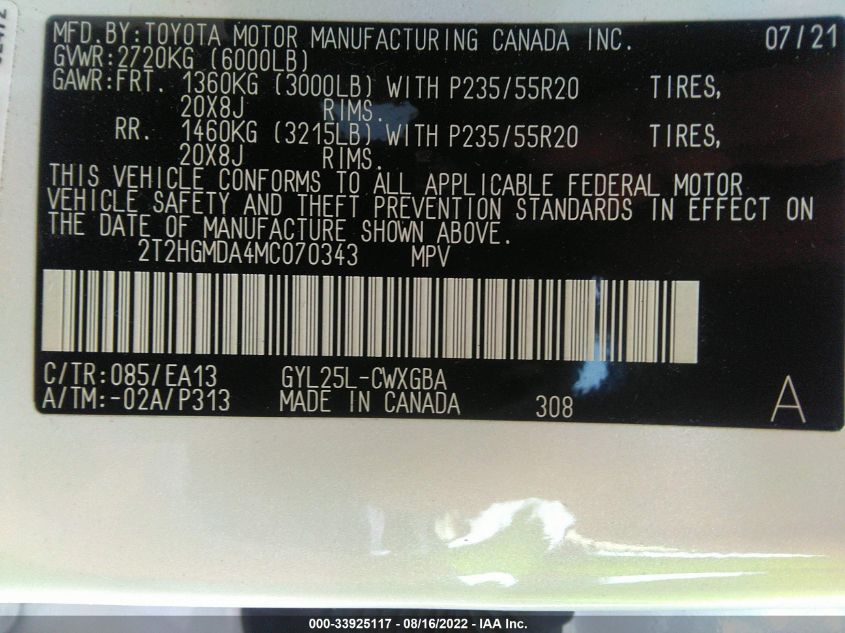 MFD. BY: TOYOTA MOTOR MANUFACTURING CANADA INC. 07/21
GVWR: 2720KG (6000LB)
GAWR: FRT. 1360KG (3000LB) WITH P235/55R20 TIRES,
20X8J RIMS.
RR. 1460KG (3215LB) WITH P235/55R20 TIRES,
20X8J RIMS.
THIS VEHICLE CONFORMS TO ALL APPLICABLE FEDERAL MOTOR
VEHICLE SAFETY AND THEFT PREVENTION STANDARDS IN EFFECT ON
THE DATE OF MANUFACTURE SHOWN ABOVE.
2T2HGMDA4MC070343 MPV
C/TR: 085/EA13 GYL25L-CWXGBA
A/TM: -02A/P313 MADE IN CANADA 308 A
000-33925117 - 08/16/2022 - IAA Inc.